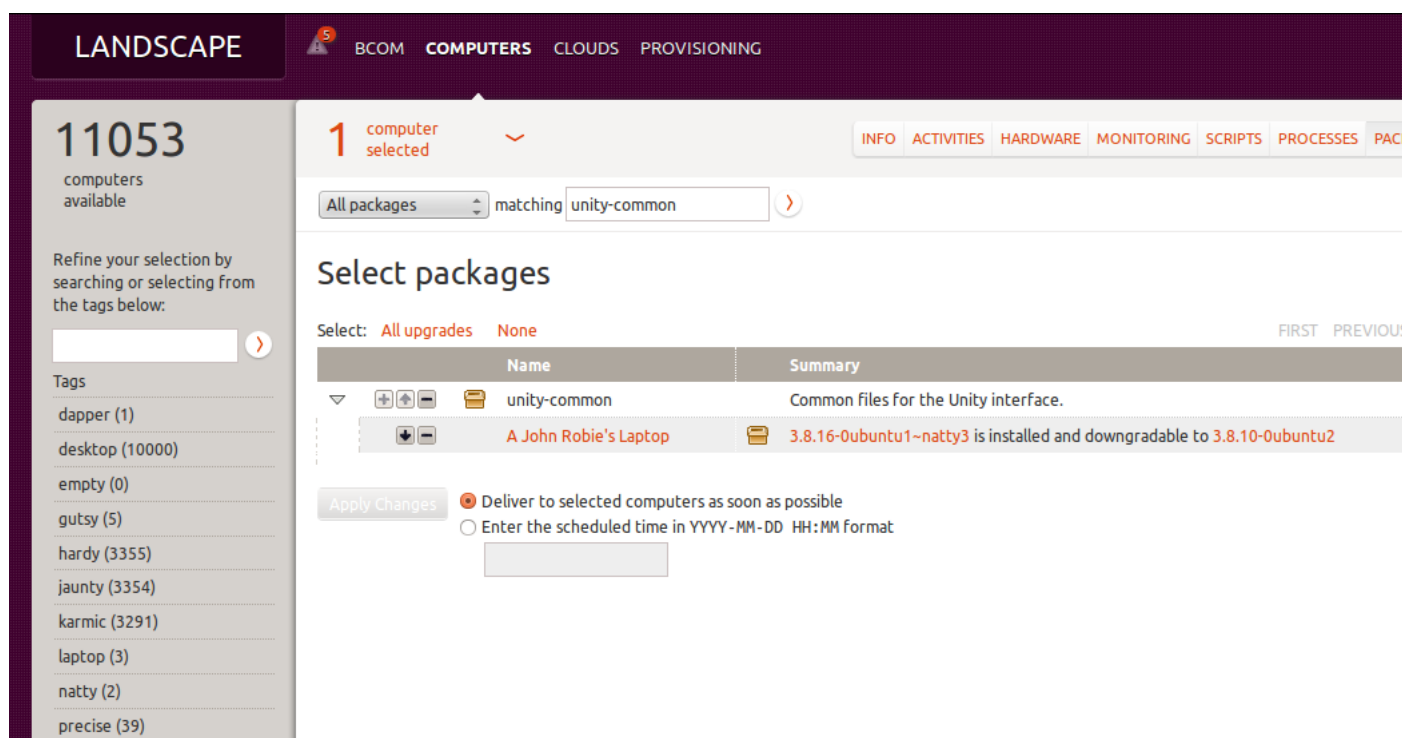 LANDSCAPE
5
BCOM COMPUTERS CLOUDS PROVISIONING
11053
computers
available
Refine your selection by
searching or selecting from
the tags below:
Tags
dapper (1)
desktop (10000)
empty (0)
gutsy (5)
hardy (3355)
jaunty (3354)
karmic (3291)
laptop (3)
natty (2)
precise (39)
1 computer
selected
INFO ACTIVITIES HARDWARE MONITORING SCRIPTS PROCESSES PAC
All packages matching unity-common
Select packages
Select: All upgrades None
FIRST PREVIOUS
Name Summary
unity-common Common files for the Unity interface.
A John Robie's Laptop 3.8.16-0ubuntu1~natty3 is installed and downgradable to 3.8.10-0ubuntu2
Apply Changes Deliver to selected computers as soon as possible
Enter the scheduled time in YYYY-MM-DD HH:MM format